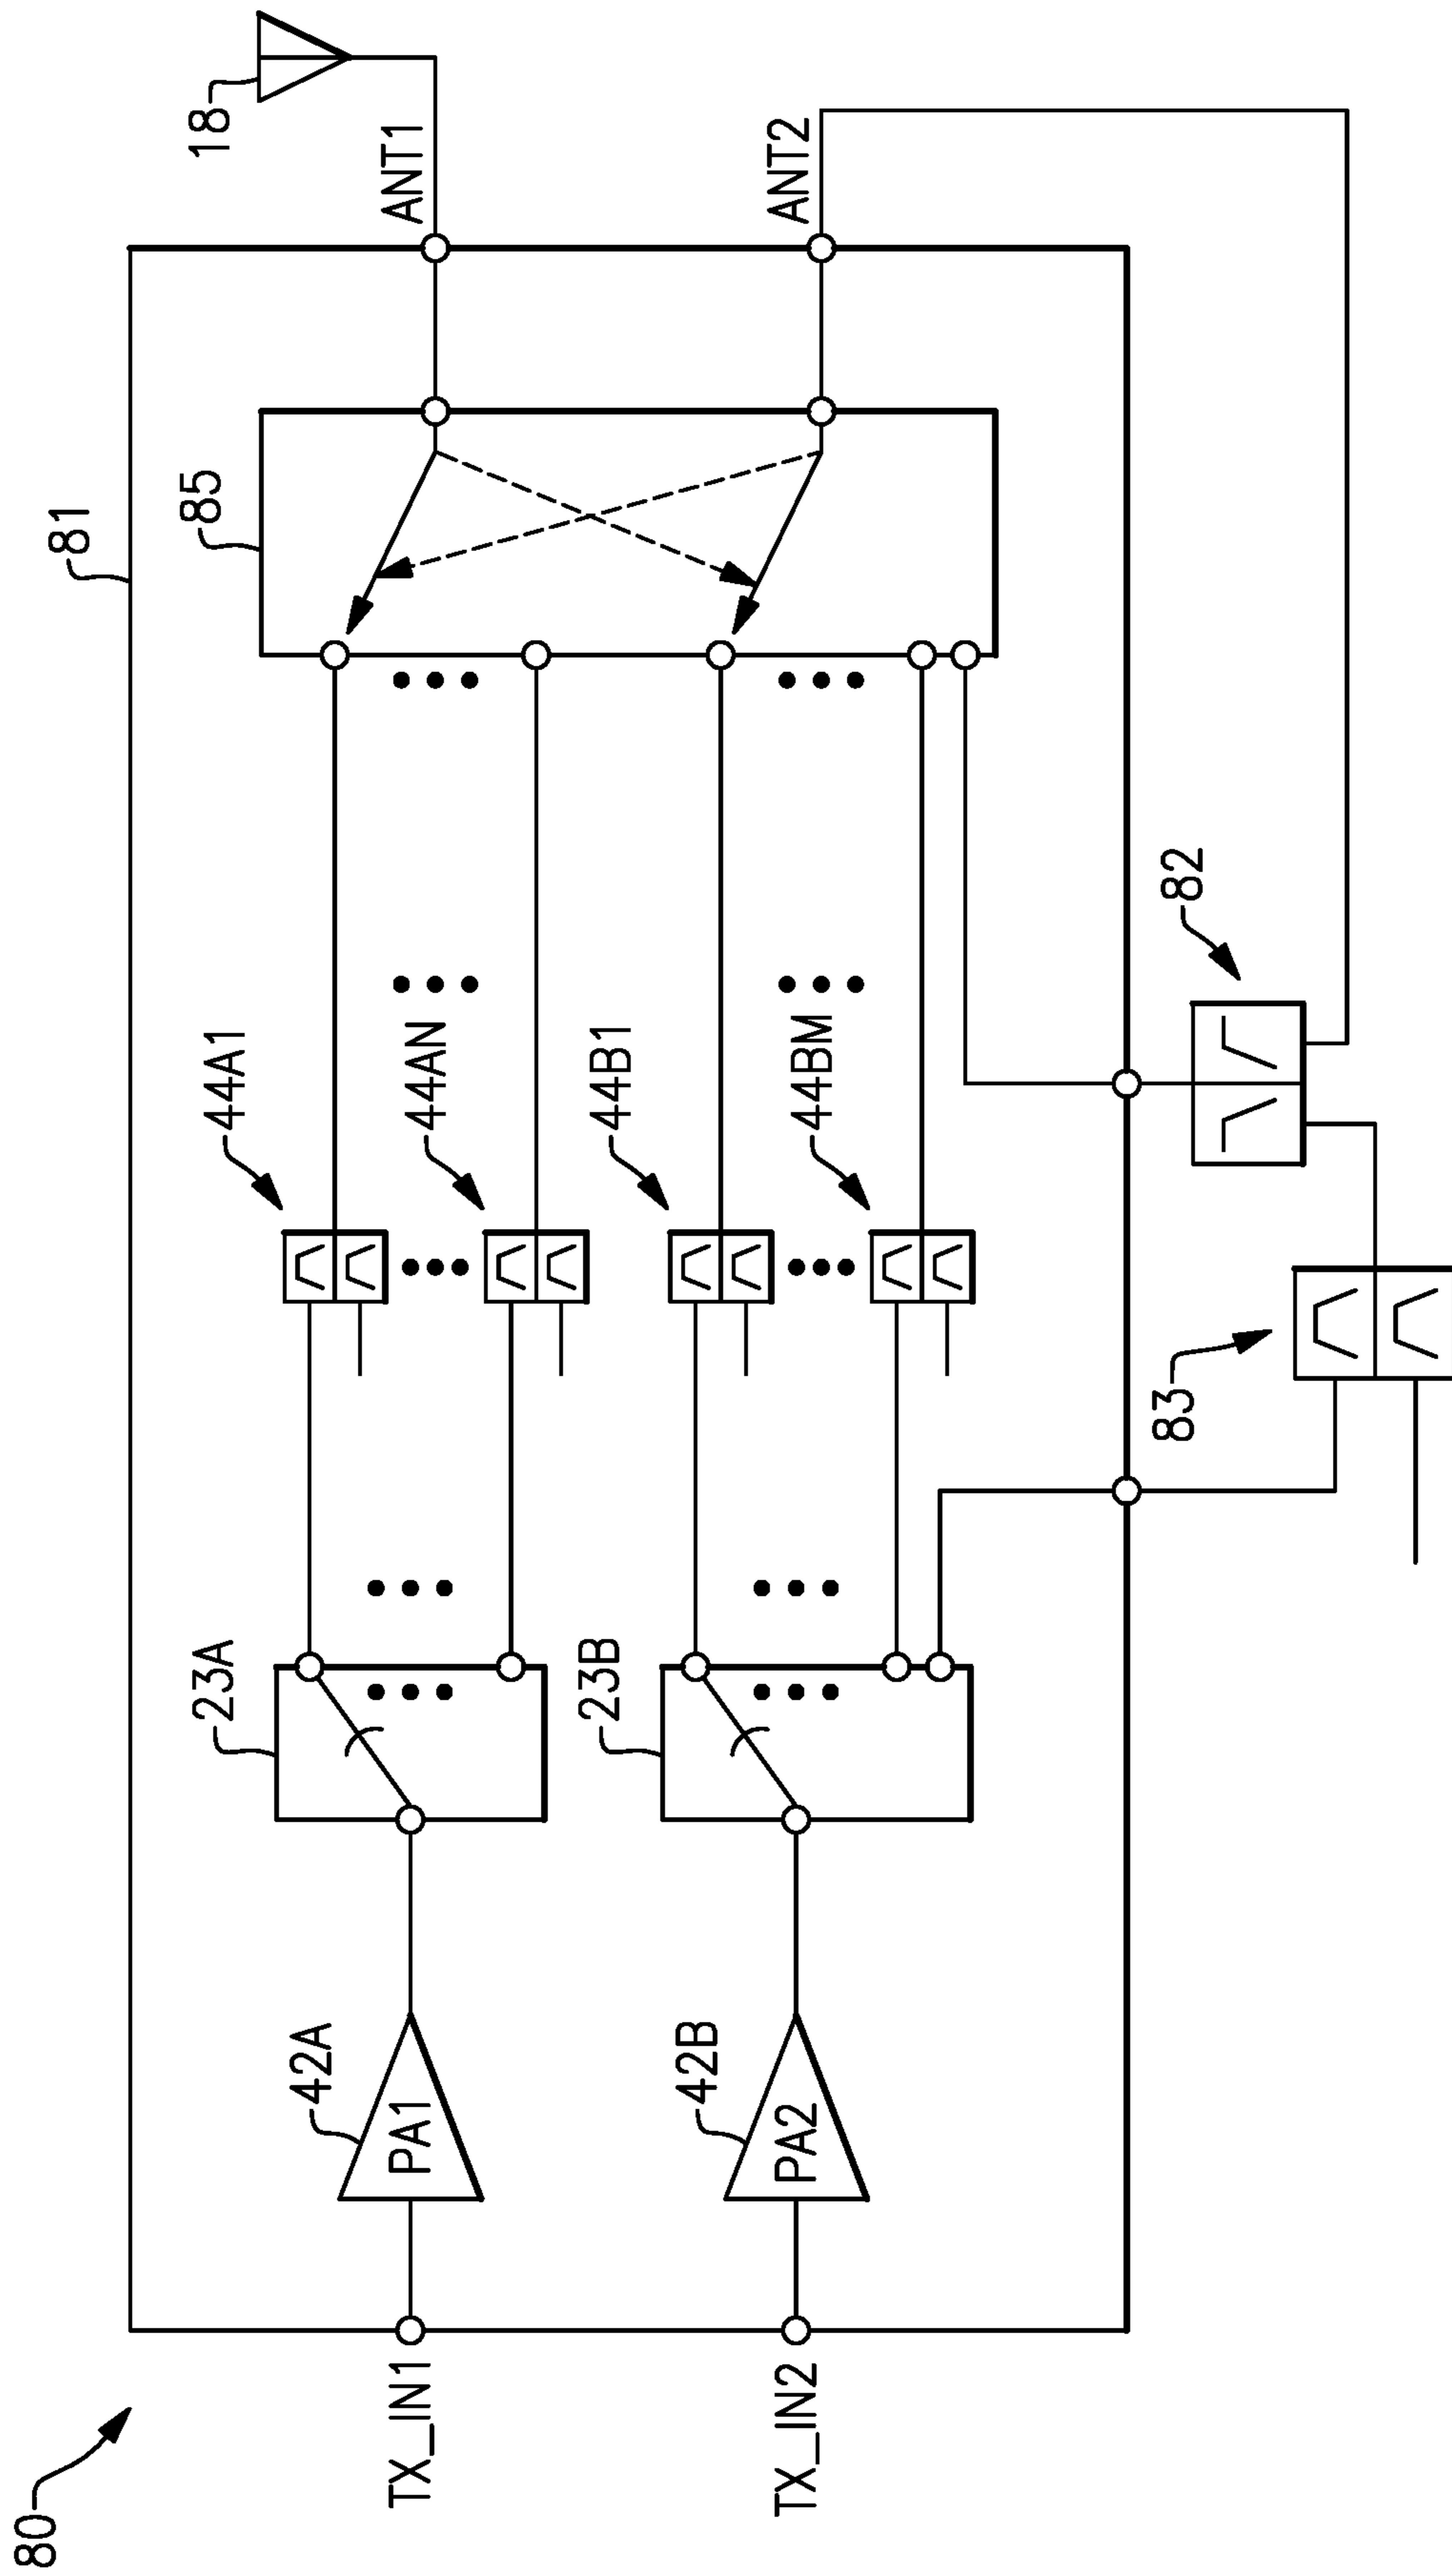 80
81
TX_IN1
42A
PA1
23A
44A1
44AN
85
ANT1
18
TX_IN2
42B
PA2
23B
44B1
44BM
ANT2
83
82